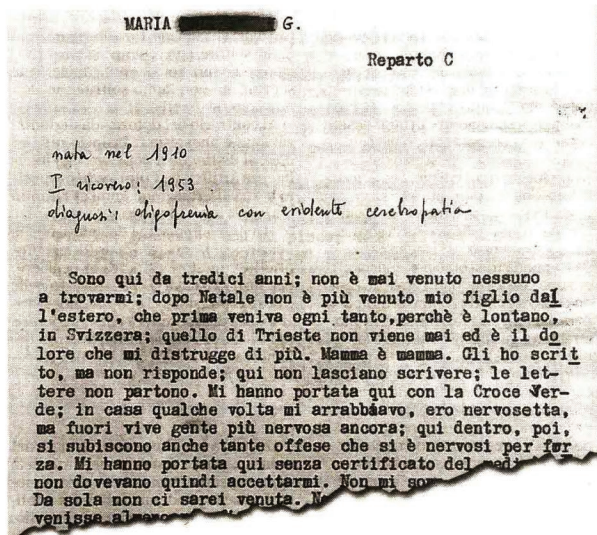 MARIA G.
Reparto C
nata nel 1910
I ricovero: 1953
diagnosi: oligofrenia con evidente cerebropatia
Sono qui da tredici anni; non è mai venuto nessuno
a trovarmi; dopo Natale non è più venuto mio figlio dal
l'estero, che prima veniva ogni tanto,perchè è lontano,
in Svizzera; quello di Trieste non viene mai ed è il do
lore che mi distrugge di più. Mamma è mamma. Gli ho scrit
to, ma non risponde; qui non lasciano scrivere; le let-
tere non partono. Mi hanno portata qui con la Croce Ver-
de; in casa qualche volta mi arrabbiavo, ero nervosetta,
ma fuori vive gente più nervosa ancora; qui dentro, poi,
si subiscono anche tante offese che si è nervosi per for
za. Mi hanno portata qui senza certificato del
non dovevano quindi accettarmi. Non mi
Da sola non ci sarei venuta.
venisse